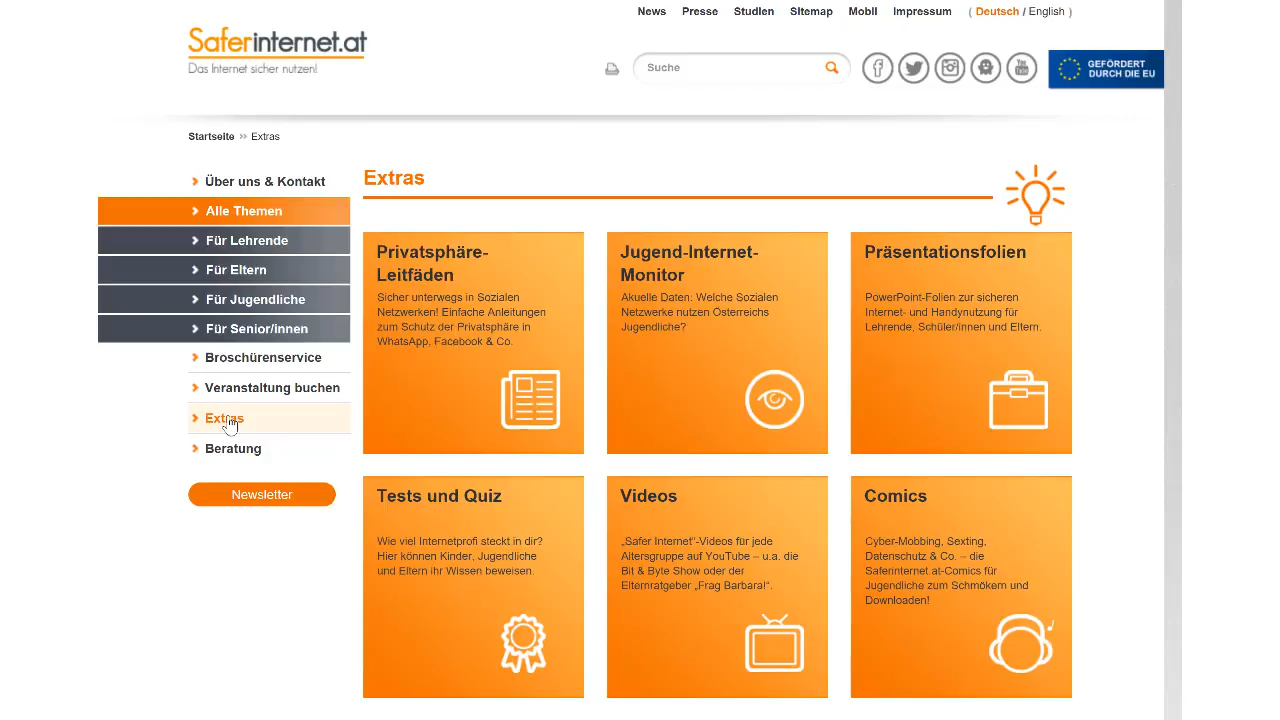 News Presse Studien Sitemap Mobil Impressum ( Deutsch / English )
Saferinternet.at
Das Internet sicher nutzen!
Suche
GEFÖRDERT
DURCH DIE EU
Startseite » Extras
Über uns & Kontakt
Alle Themen
Für Lehrende
Für Eltern
Für Jugendliche
Für Senior/innen
Broschürenservice
Veranstaltung buchen
Extras
Beratung
Newsletter
Extras
Privatsphäre-
Leitfäden
Sicher unterwegs in Sozialen
Netzwerken! Einfache Anleitungen
zum Schutz der Privatsphäre in
WhatsApp, Facebook & Co.
Jugend-Internet-
Monitor
Akuelle Daten: Welche Sozialen
Netzwerke nutzen Österreichs
Jugendliche?
Präsentationsfolien
PowerPoint-Folien zur sicheren
Internet- und Handynutzung für
Lehrende, Schüler/innen und Eltern.
Tests und Quiz
Wie viel Internetprofi steckt in dir?
Hier können Kinder, Jugendliche
und Eltern ihr Wissen beweisen.
Videos
„Safer Internet"-Videos für jede
Altersgruppe auf YouTube – u.a. die
Bit & Byte Show oder der
Elternratgeber „Frag Barbara!".
Comics
Cyber-Mobbing, Sexting,
Datenschutz & Co. – die
Saferinternet at-Comics für
Jugendliche zum Schmökern und
Downloaden!